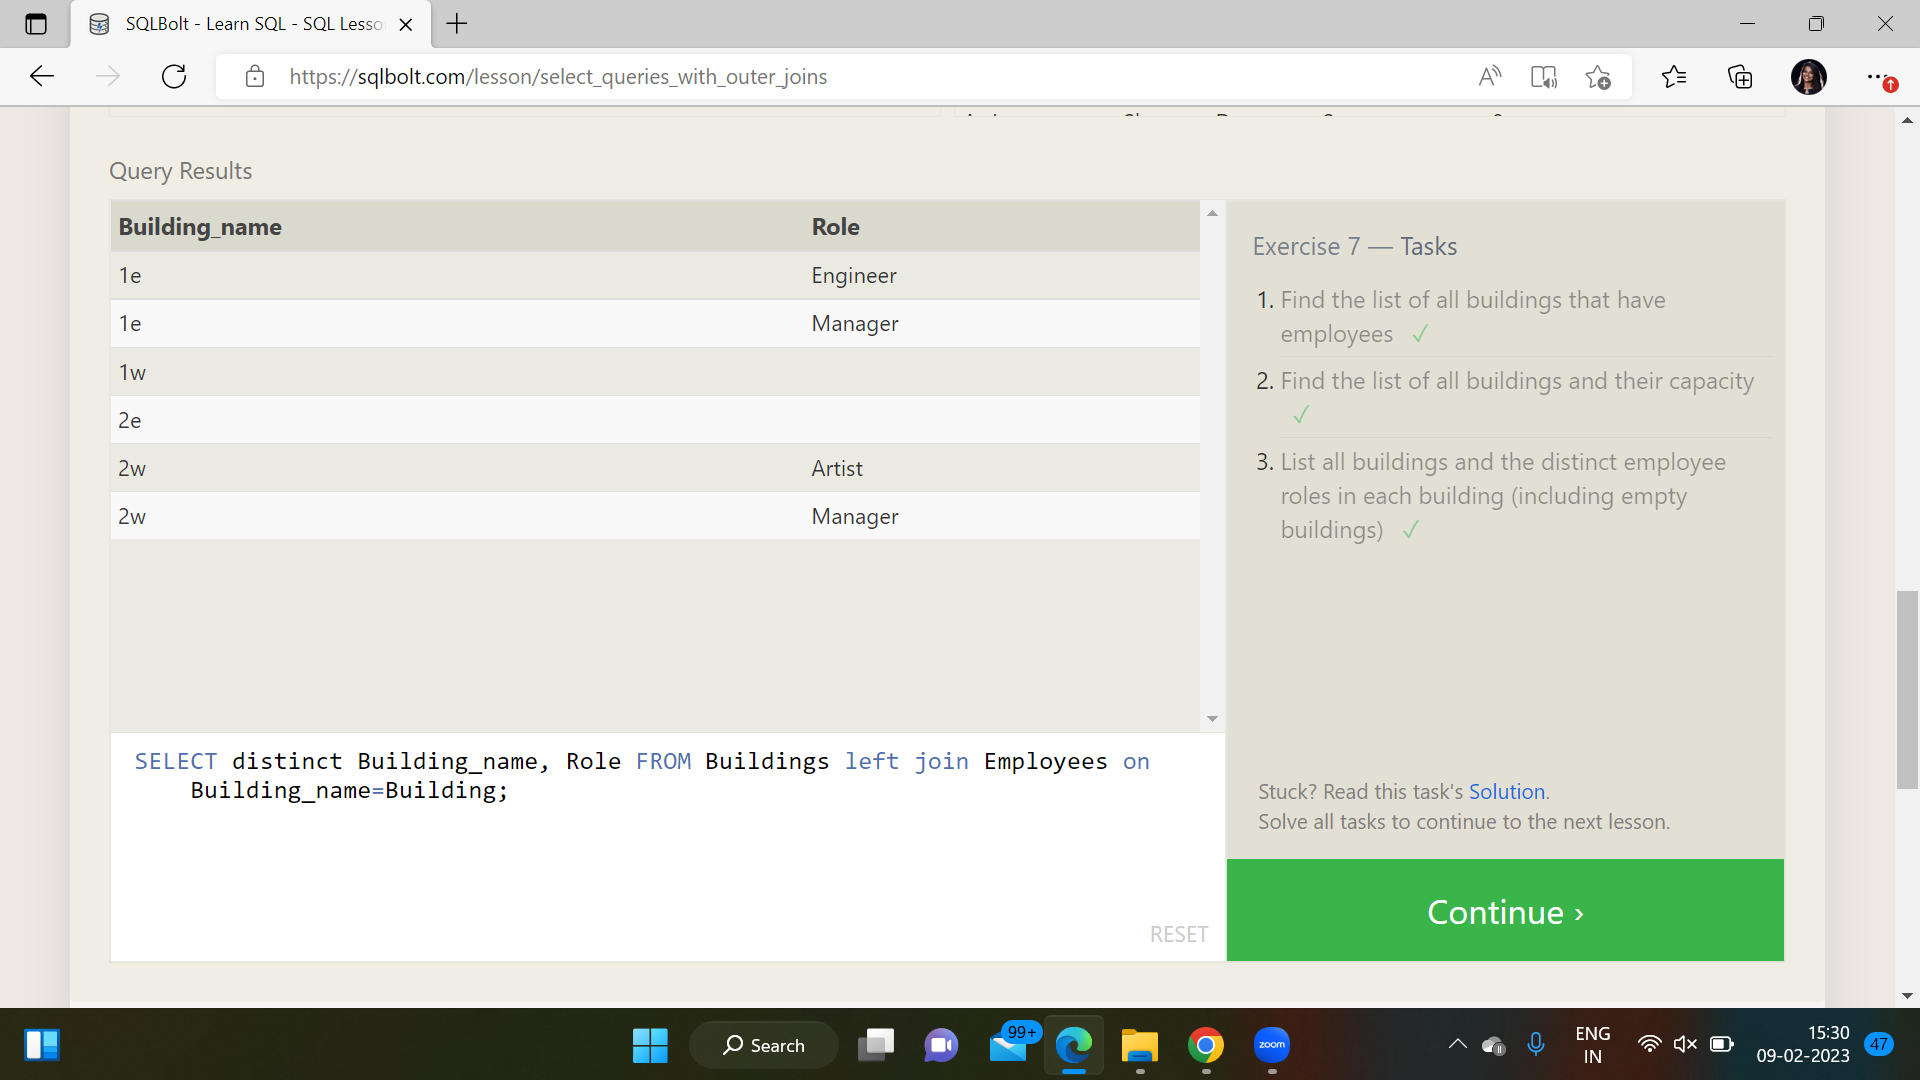 SQLBolt - Learn SQL - SQL Lesso
https://sqlbolt.com/lesson/select_queries_with_outer_joins
Query Results
Building_name Role
1e Engineer
1e Manager
1w
2e
2w Artist
2w Manager
Exercise 7 — Tasks
1. Find the list of all buildings that have
employees ✓
2. Find the list of all buildings and their capacity
✓
3. List all buildings and the distinct employee
roles in each building (including empty
buildings) ✓
SELECT distinct Building_name, Role FROM Buildings left join Employees on
Building_name=Building;
RESET
Stuck? Read this task's Solution.
Solve all tasks to continue to the next lesson.
Continue ›
Search
99+
zoom
ENG
IN
15:30
09-02-2023
47